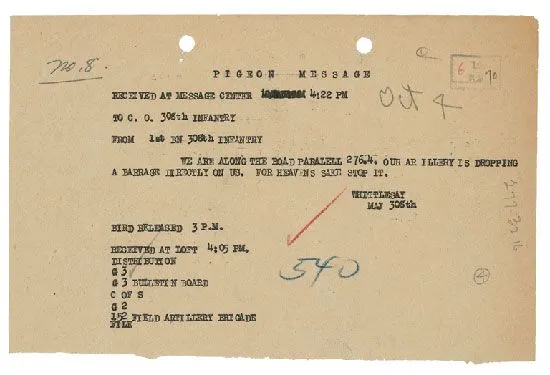 no. 8.
PIGEON MESSAGE
RECEIVED AT MESSAGE CENTER 4:22 PM
Oct 4
TO C. O. 308th INFANTRY
FROM 1st BN 308th INFANTRY
WE ARE ALONG THE ROAD PARALELL 276.4. OUR ARTILLERY IS DROPPING
A BARRAGE DIRECTLY ON US. FOR HEAVENS SAKE STOP IT.
WHITTLESAY
MAJ 308th
BIRD RELEASED 3 P.M.
RECEIVED AT LOFT 4:05 PM.
DISTRIBUTION
G 3
G 3 BULLETIN BOARD
C OF S
G 2
152 FIELD ARTILLERY BRIGADE
FILE
540
4